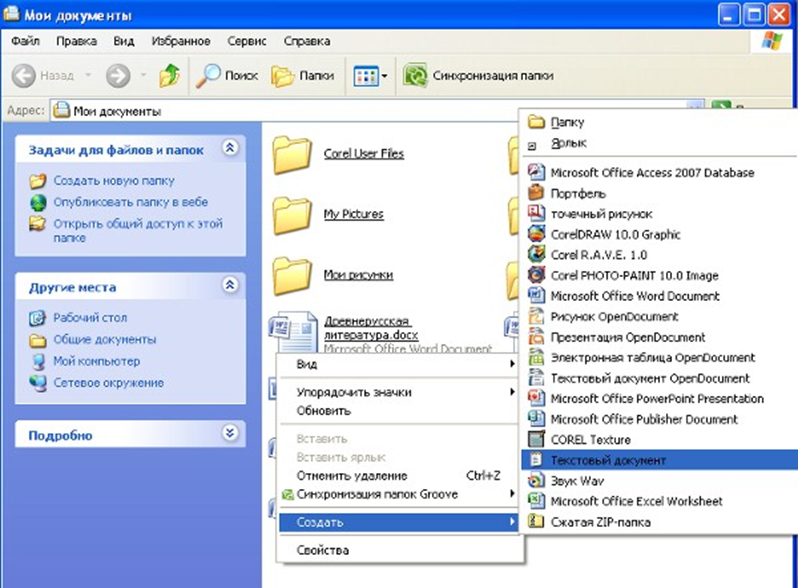 Мои документы
Файл Правка Вид Избранное Сервис Справка
Назад Поиск Папки Синхронизация папки
Адрес: Мои документы
Задачи для файлов и папок
Создать новую папку
Опубликовать папку в вебе
Открыть общий доступ к этой
папке
Другие места
Рабочий стол
Общие документы
Мой компьютер
Сетевое окружение
Подробно
Corel User Files
My Pictures
Мои рисунки
Древнерусская
литература.docx
Microsoft Office Word Document
Вид
Упорядочить значки
Обновить
Вставить
Вставить ярлык
Отменить удаление Ctrl+Z
Синхронизация папок Groove
Создать
Свойства
Папку
Ярлык
Microsoft Office Access 2007 Database
Портфель
точечный рисунок
CorelDRAW 10.0 Graphic
Corel R.A.V.E. 1.0
Corel PHOTO-PAINT 10.0 Image
Microsoft Office Word Document
Рисунок OpenDocument
Презентация OpenDocument
Электронная таблица OpenDocument
Текстовый документ OpenDocument
Microsoft Office PowerPoint Presentation
Microsoft Office Publisher Document
COREL Texture
Текстовый документ
Звук Wav
Microsoft Office Excel Worksheet
Сжатая ZIP-папка